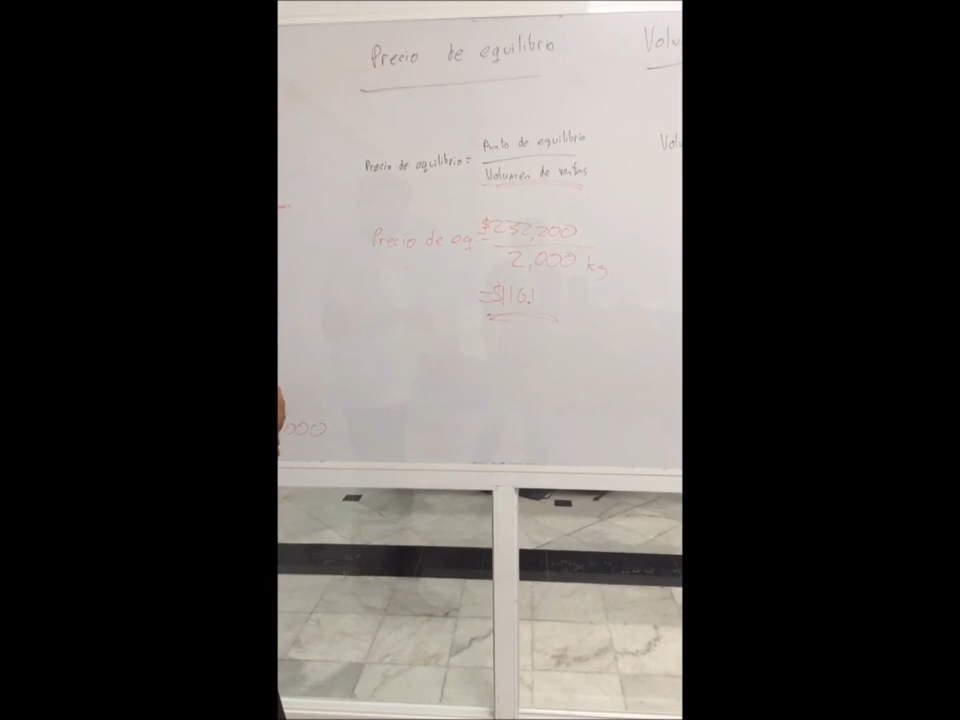 Precio de equilibrio
Precio de equilibrio = Punto de equilibrio
Volumen de ventas
Precio de eq = $232,200
2,000 kg
= $116.1
000